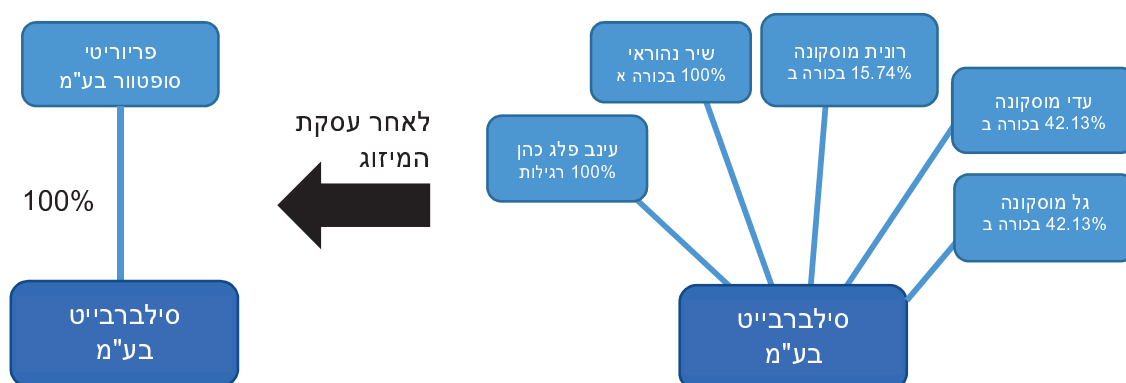 שיר נהוראי
100% בכורה א
רונית מוסקונה
15.74% בכורה ב
עדי מוסקונה
42.13% בכורה ב
גל מוסקונה
42.13% בכורה ב
עינב פלג כהן
100% רגילות
סילברבייט
בע"מ
לאחר עסקת
המיזוג
פריוריטי
סופטוור בע"מ
100%
סילברבייט
בע"מ